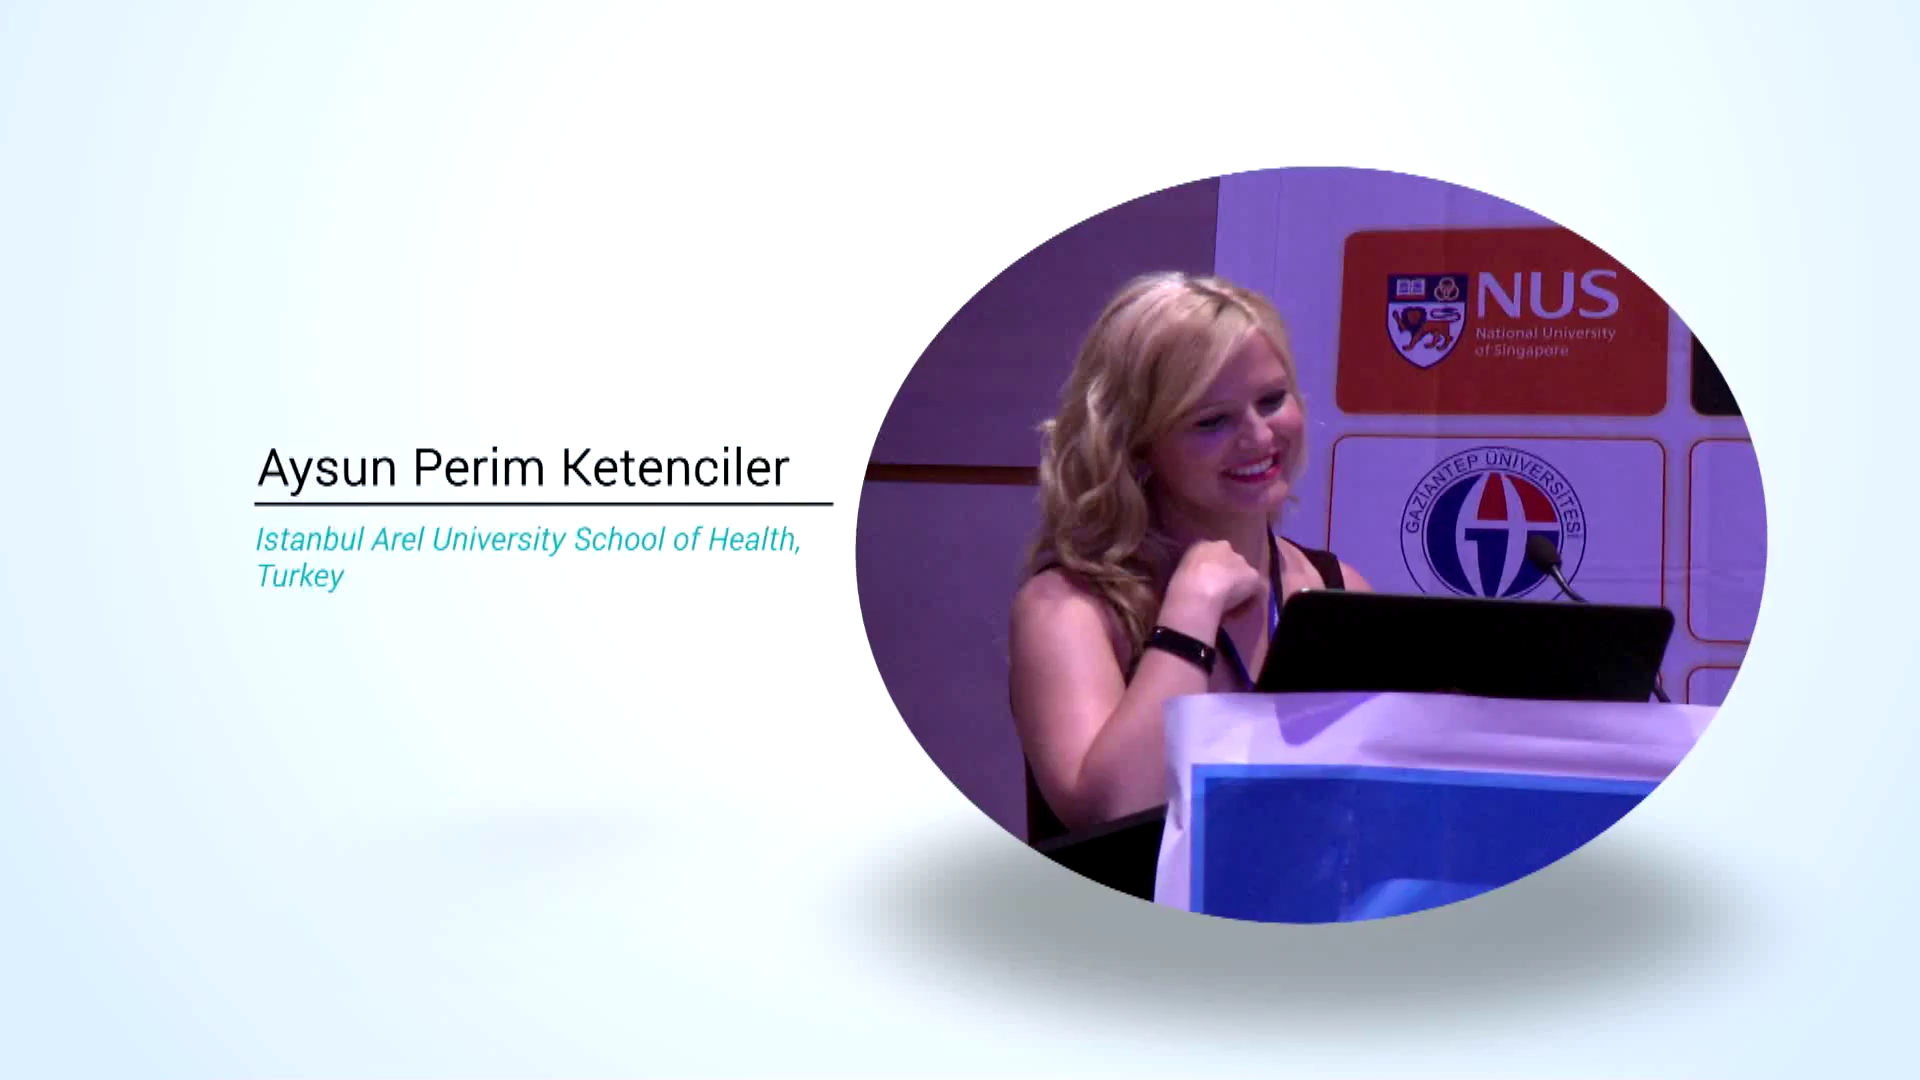 Aysun Perim Ketenciler
Istanbul Arel University School of Health,
Turkey
NUS
National University
of Singapore
GAZİANTEP ÜNİVERSİTESİ